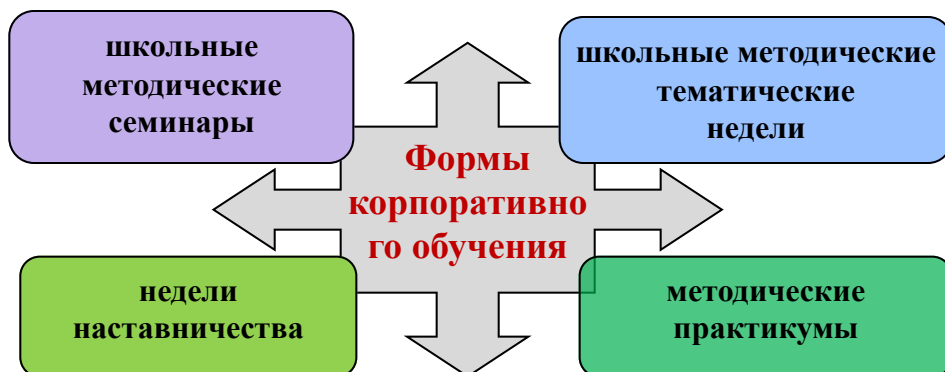 школьные
методические
семинары
школьные методические
тематические
недели
Формы
корпоративно
го обучения
недели
наставничества
методические
практикумы